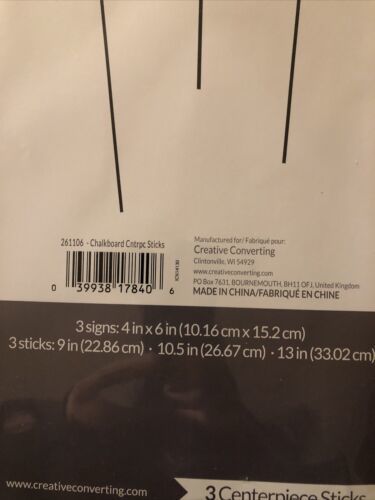 261106 - Chalkboard Cntrpc Sticks
0 39938 17840 6
Manufactured for/ Fabriqué pour:
Creative Converting
Clintonville, WI 54929
www.creativeconverting.com
PO Box 7631, BOURNEMOUTH, BH11 OFJ, United Kingdom
MADE IN CHINA/FABRIQUÉ EN CHINE
3 signs: 4 in x 6 in (10.16 cm x 15.2 cm)
3 sticks: 9 in (22.86 cm) · 10.5 in (26.67 cm) · 13 in (33.02 cm)
www.creativeconverting.com
3 Centerpiece Sticks